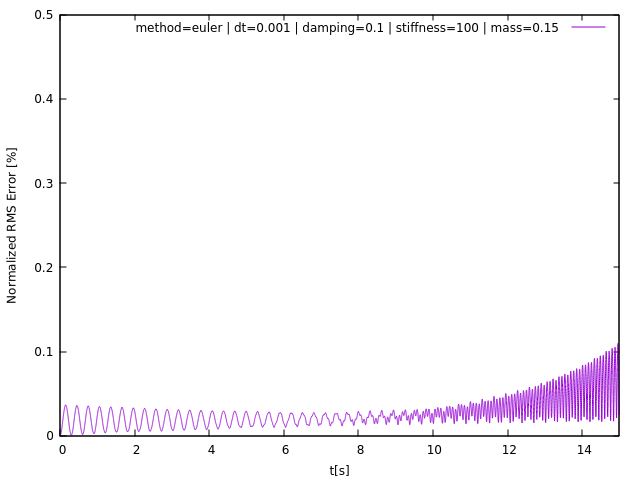 method=euler | dt=0.001 | damping=0.1 | stiffness=100 | mass=0.15
Normalized RMS Error [%]
0.5
0.4
0.3
0.2
0.1
0
0 2 4 6 8 10 12 14
t[s]